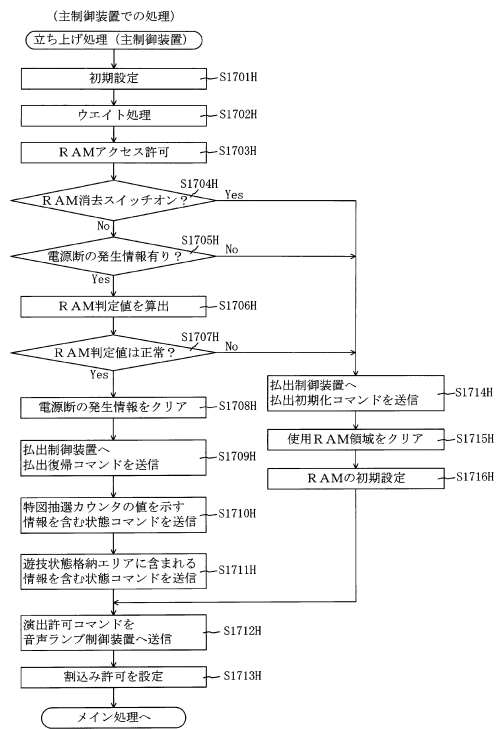 (主制御装置での処理)
立ち上げ処理(主制御装置)
初期設定
S1701H
ウエイト処理
S1702H
RAMアクセス許可
S1703H
S1704H
RAM消去スイッチオン?
Yes
No
S1705H
電源断の発生情報有り?
No
Yes
RAM判定値を算出
S1706H
S1707H
RAM判定値は正常?
No
Yes
電源断の発生情報をクリア
S1708H
払出制御装置へ
払出復帰コマンドを送信
S1709H
特図抽選カウンタの値を示す
情報を含む状態コマンドを送信
S1710H
遊技状態格納エリアに含まれる
情報を含む状態コマンドを送信
S1711H
払出制御装置へ
払出初期化コマンドを送信
S1714H
使用RAM領域をクリア
S1715H
RAMの初期設定
S1716H
演出許可コマンドを
音声ランプ制御装置へ送信
S1712H
割込み許可を設定
S1713H
メイン処理へ